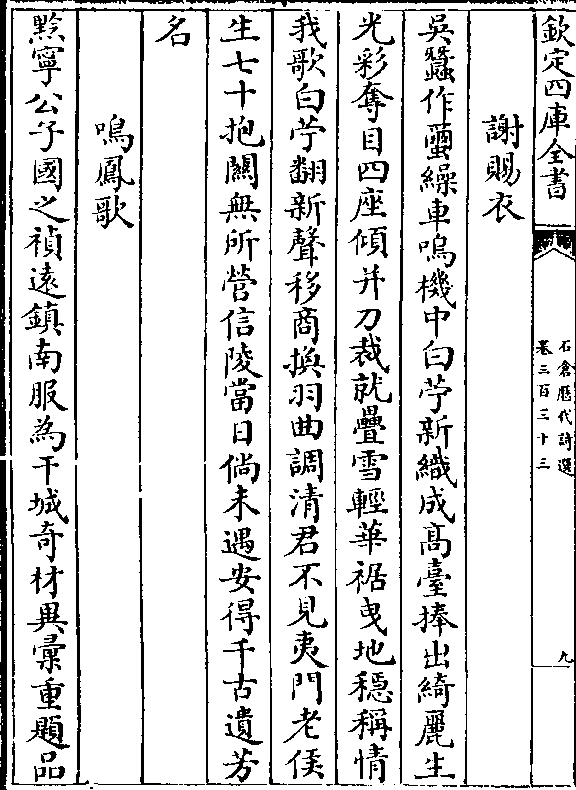 欽定四庫全書
石倉歷代詩選
卷三百三十三
九
謝賜衣
吳蠶作繭繰車鳴機中白苧新織成高臺捧出綺麗生
光彩奪目四座傾并刀裁就疊雪輕華裾曳地穩稱情
我歌白苧翻新聲移商換羽曲調清君不見夷門老侯
生七十抱關無所營信陵當日倘未遇安得千古遺芳
名
鳴鳳歌
黔寧公子國之禎遠鎮南服為干城奇材異彚重題品